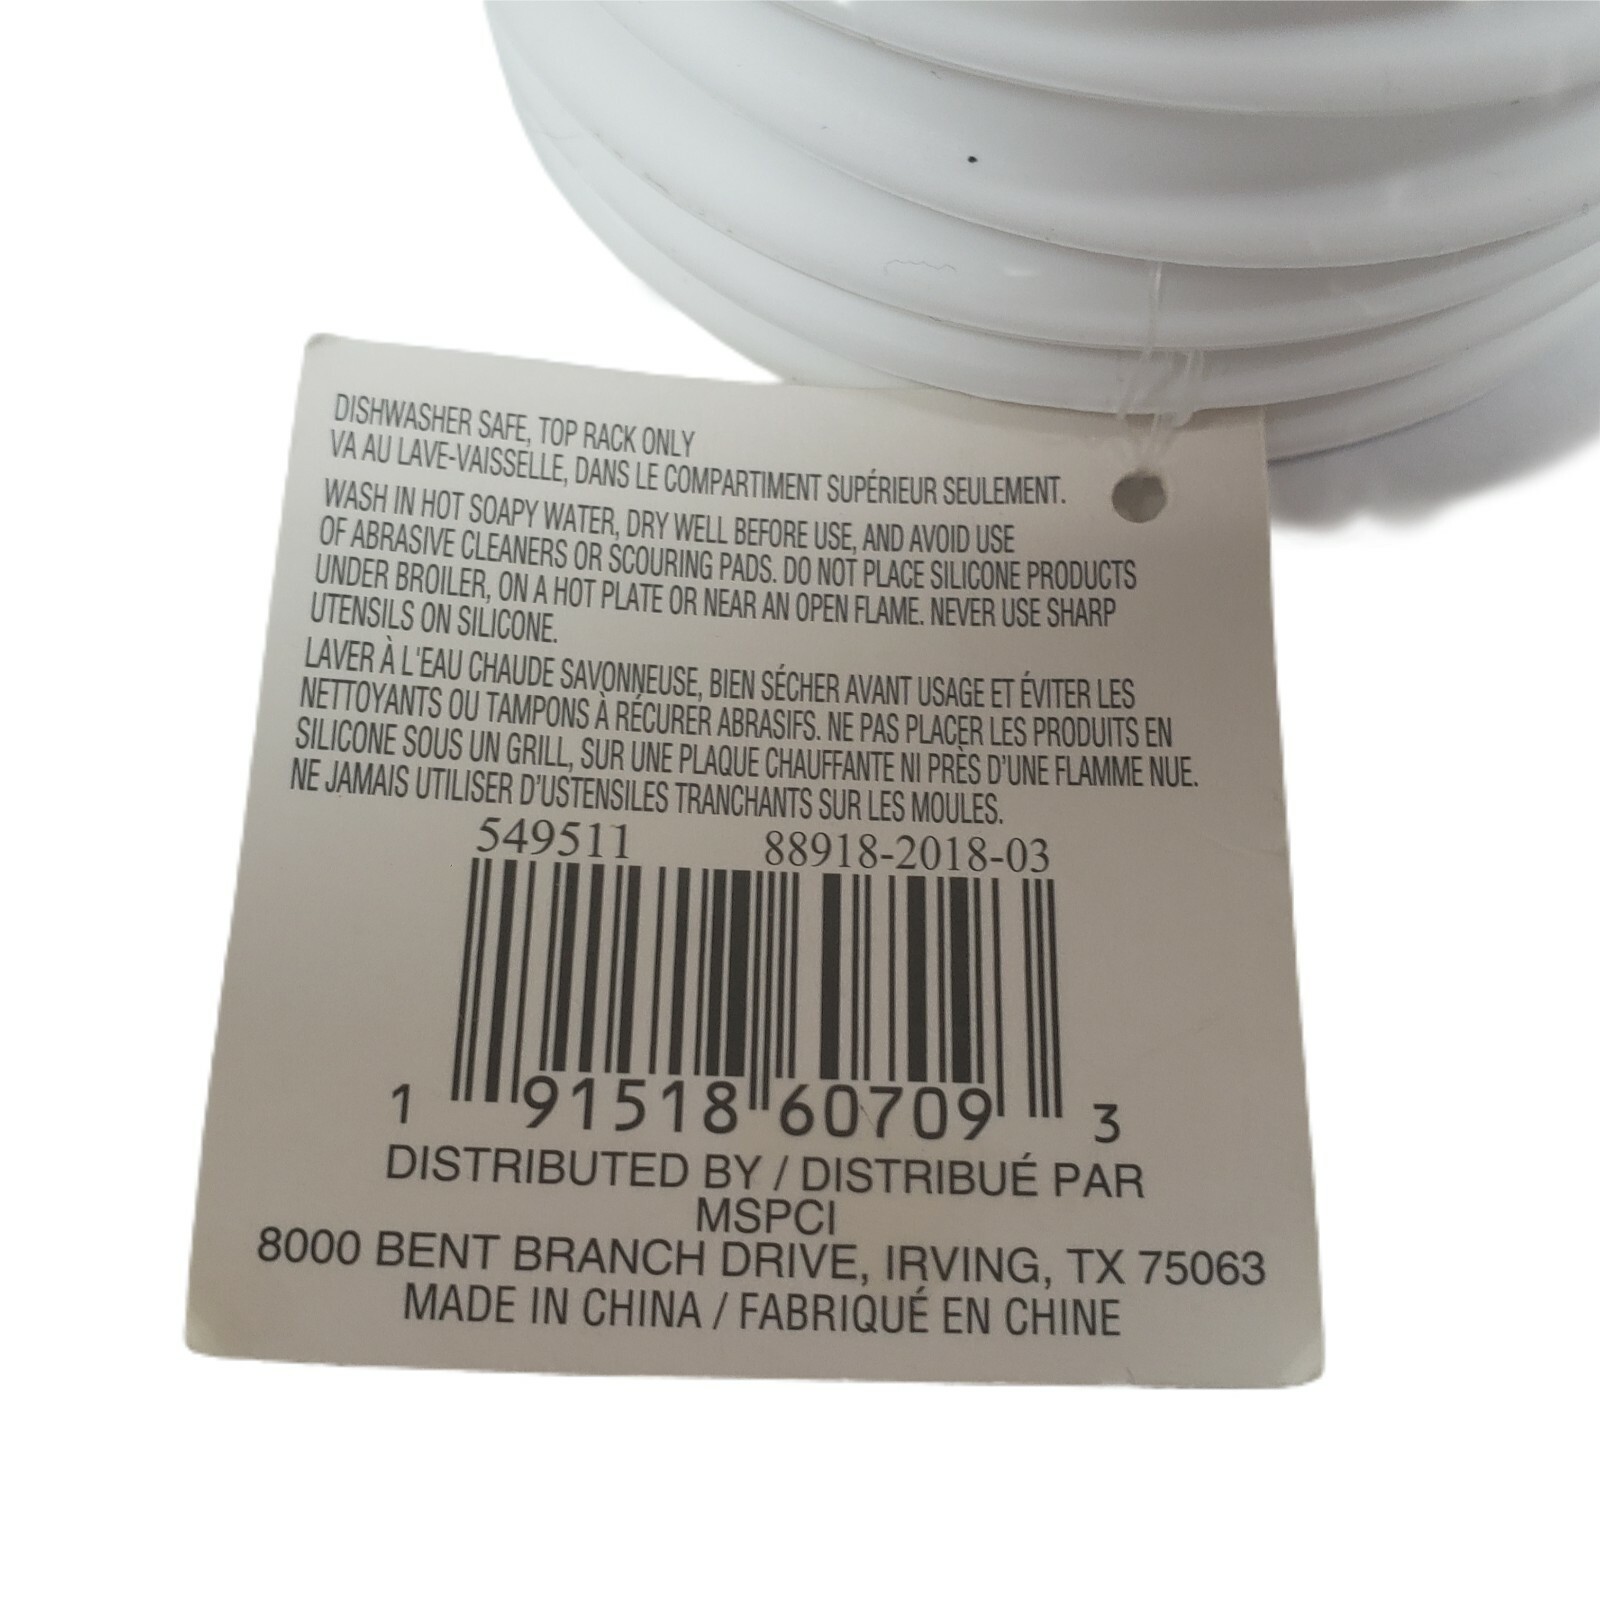 DISHWASHER SAFE, TOP RACK ONLY
VA AU LAVE-VAISSELLE, DANS LE COMPARTIMENT SUPÉRIEUR SEULEMENT.
WASH IN HOT SOAPY WATER, DRY WELL BEFORE USE, AND AVOID USE
OF ABRASIVE CLEANERS OR SCOURING PADS. DO NOT PLACE SILICONE PRODUCTS
UNDER BROILER, ON A HOT PLATE OR NEAR AN OPEN FLAME. NEVER USE SHARP
UTENSILS ON SILICONE.
LAVER À L'EAU CHAUDE SAVONNEUSE, BIEN SÉCHER AVANT USAGE ET ÉVITER LES
NETTOYANTS OU TAMPONS À RÉCURER ABRASIFS. NE PAS PLACER LES PRODUITS EN
SILICONE SOUS UN GRILL, SUR UNE PLAQUE CHAUFFANTE NI PRÈS D'UNE FLAMME NUE.
NE JAMAIS UTILISER D'USTENSILES TRANCHANTS SUR LES MOULES.
549511 88918-2018-03
1 91518 60709 3
DISTRIBUTED BY / DISTRIBUÉ PAR
MSPCI
8000 BENT BRANCH DRIVE, IRVING, TX 75063
MADE IN CHINA / FABRIQUÉ EN CHINE